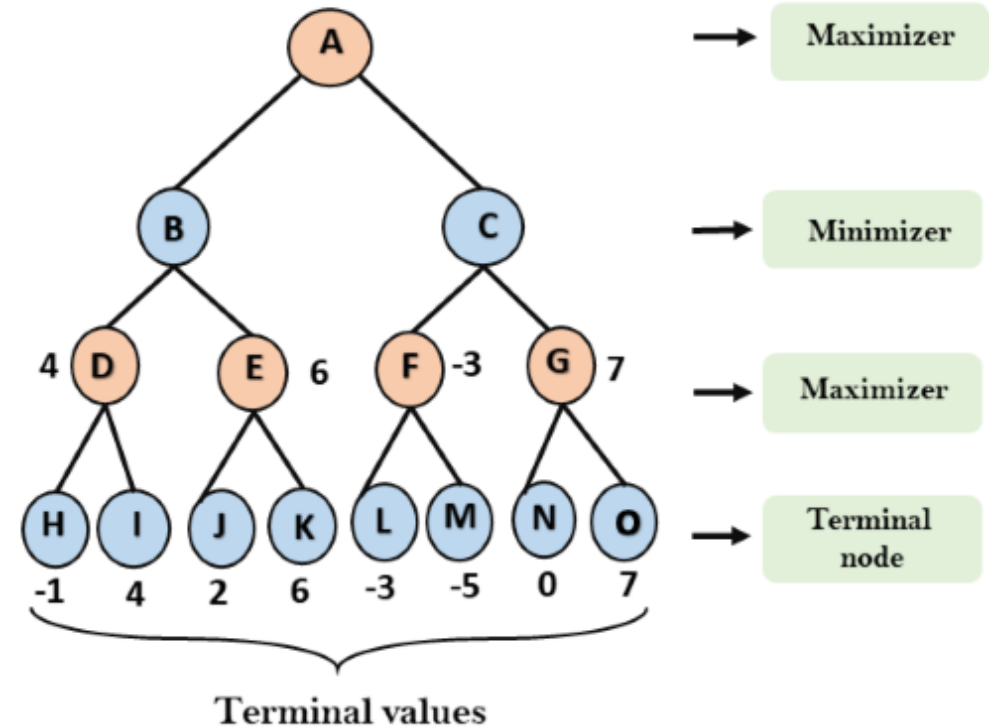 A
Maximizer
B
C
Minimizer
4
D
E
6
F
-3
G
7
Maximizer
H
I
J
K
L
M
N
O
Terminal
node
-1
4
2
6
-3
-5
0
7
Terminal values